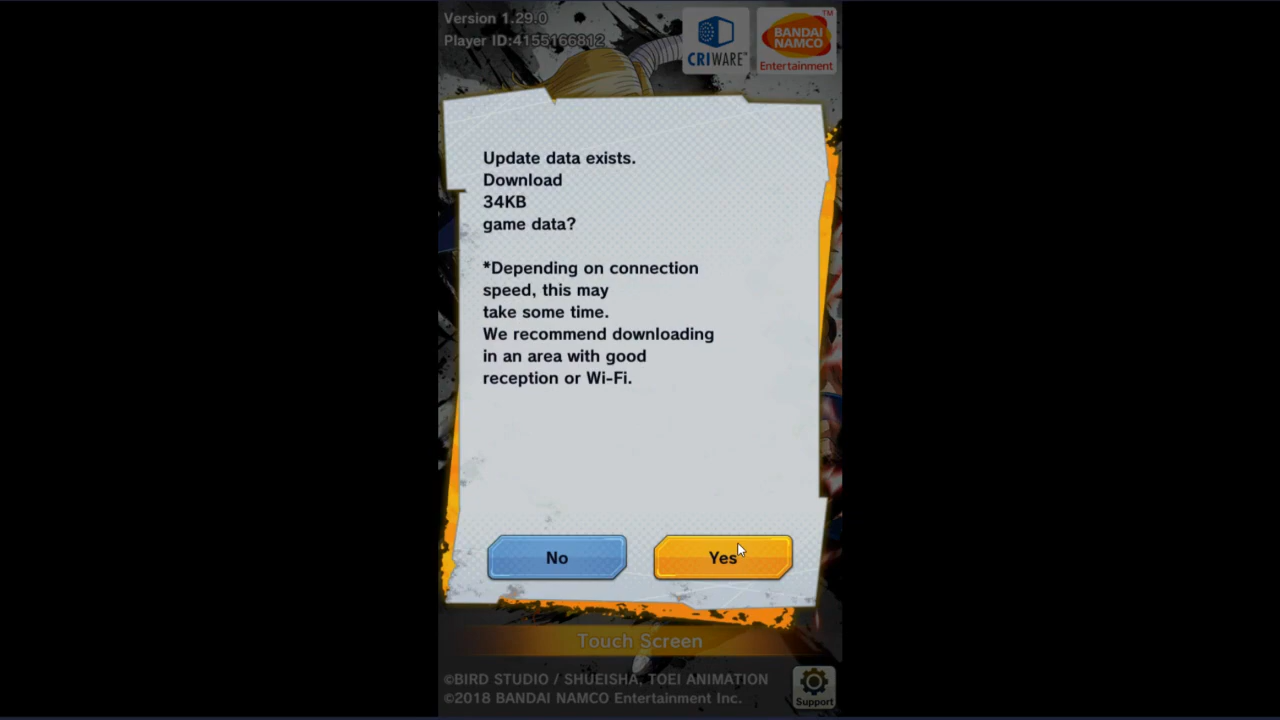 Version 1.29.0
Player ID:4155166812
CRIWARE™
BANDAI
NAMCO
TM
Entertainment
Update data exists.
Download
34KB
game data?
*Depending on connection
speed, this may
take some time.
We recommend downloading
in an area with good
reception or Wi-Fi.
No
Yes
Touch Screen
©BIRD STUDIO / SHUEISHA, TOEI ANIMATION
©2018 BANDAI NAMCO Entertainment Inc.
Support